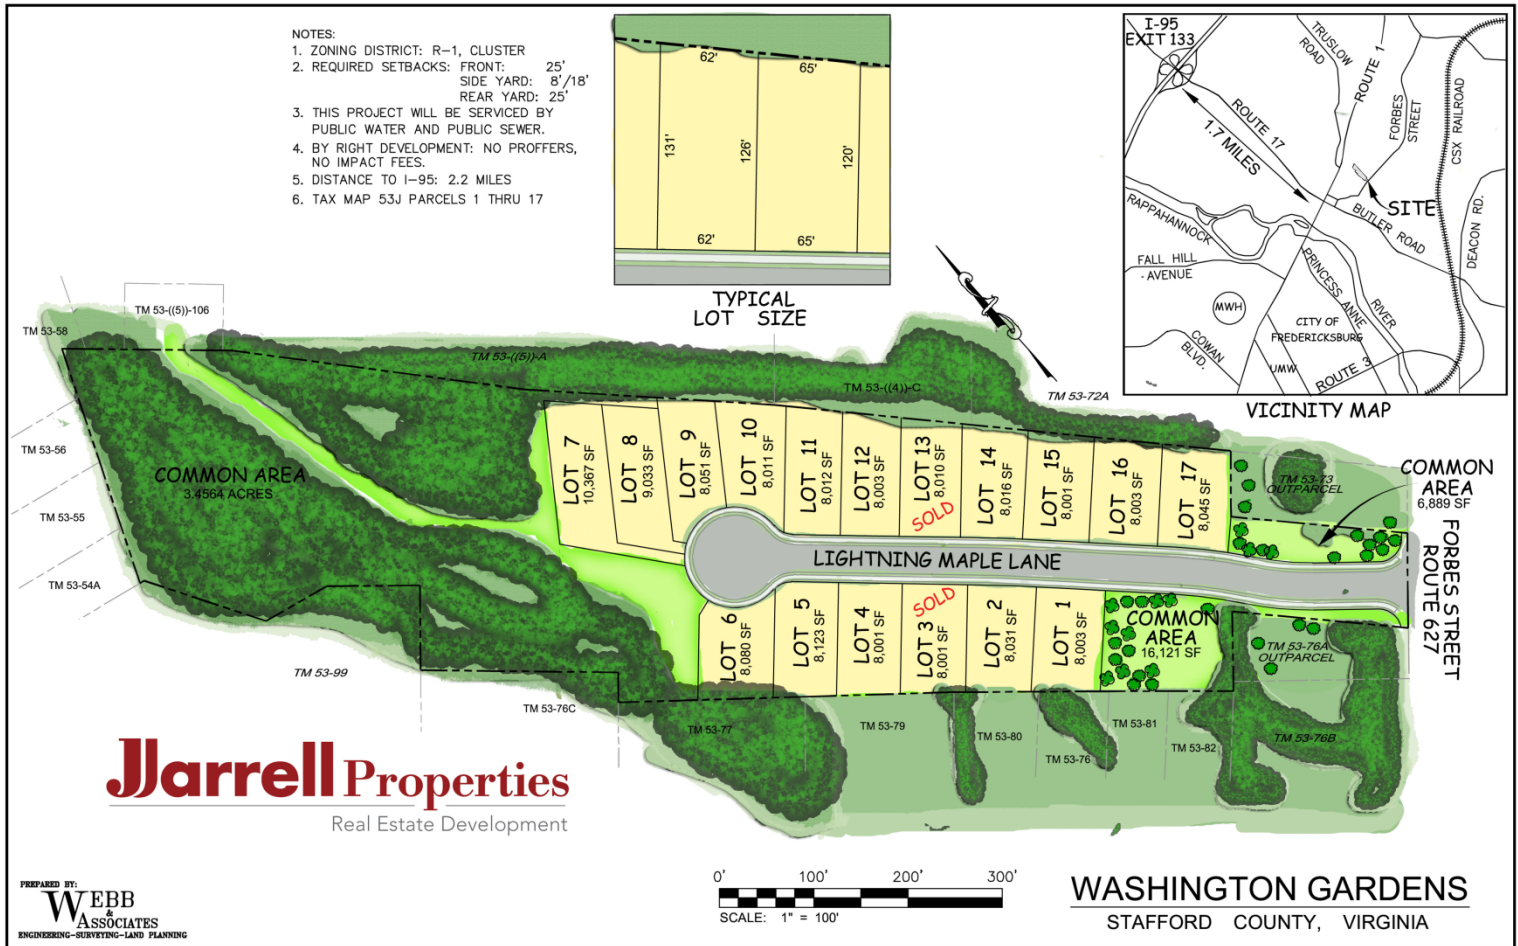 NOTES:
1. ZONING DISTRICT: R-1, CLUSTER
2. REQUIRED SETBACKS: FRONT: 25'
SIDE YARD: 8'/18'
REAR YARD: 25'
3. THIS PROJECT WILL BE SERVICED BY
PUBLIC WATER AND PUBLIC SEWER.
4. BY RIGHT DEVELOPMENT: NO PROFFERS,
NO IMPACT FEES.
5. DISTANCE TO I-95: 2.2 MILES
6. TAX MAP 53J PARCELS 1 THRU 17
62'
65'
131'
126'
120'
62'
65'
TYPICAL
LOT SIZE
I-95
EXIT 133
TRUSLOW
ROAD
ROUTE 1
FORBES
STREET
CSX RAILROAD
ROUTE 17
1.7 MILES
SITE
BUTLER ROAD
DEACON RD.
RAPPAHANNOCK
RIVER
FALL HILL
AVENUE
PRINCESS ANNE
MWH
CITY OF
FREDERICKSBURG
COWAN
BLVD.
UMW
ROUTE 3
VICINITY MAP
TM 53-58
TM 53-((5))-106
TM 53-((5))-A
TM 53-((4))-C
TM 53-72A
TM 53-56
TM 53-55
TM 53-54A
TM 53-99
TM 53-76C
COMMON AREA
3.4564 ACRES
LOT 7
10,367 SF
LOT 8
9,033 SF
LOT 9
8,051 SF
LOT 10
8,011 SF
LOT 11
8,012 SF
LOT 12
8,003 SF
LOT 13
8,010 SF
SOLD
LOT 14
8,016 SF
LOT 15
8,001 SF
LOT 16
8,003 SF
LOT 17
8,045 SF
TM 53-73
OUTPARCEL
COMMON
AREA
6,889 SF
LIGHTNING MAPLE LANE
FORBES STREET
ROUTE 627
LOT 6
8,080 SF
LOT 5
8,123 SF
LOT 4
8,001 SF
SOLD
LOT 3
8,001 SF
LOT 2
8,031 SF
LOT 1
8,003 SF
COMMON
AREA
16,121 SF
TM 53-76A
OUTPARCEL
TM 53-77
TM 53-79
TM 53-80
TM 53-76
TM 53-81
TM 53-82
TM 53-76B
JJarrell Properties
Real Estate Development
PREPARED BY:
WEBB
&
ASSOCIATES
ENGINEERING-SURVEYING-LAND PLANNING
0' 100' 200' 300'
SCALE: 1" = 100'
WASHINGTON GARDENS
STAFFORD COUNTY, VIRGINIA